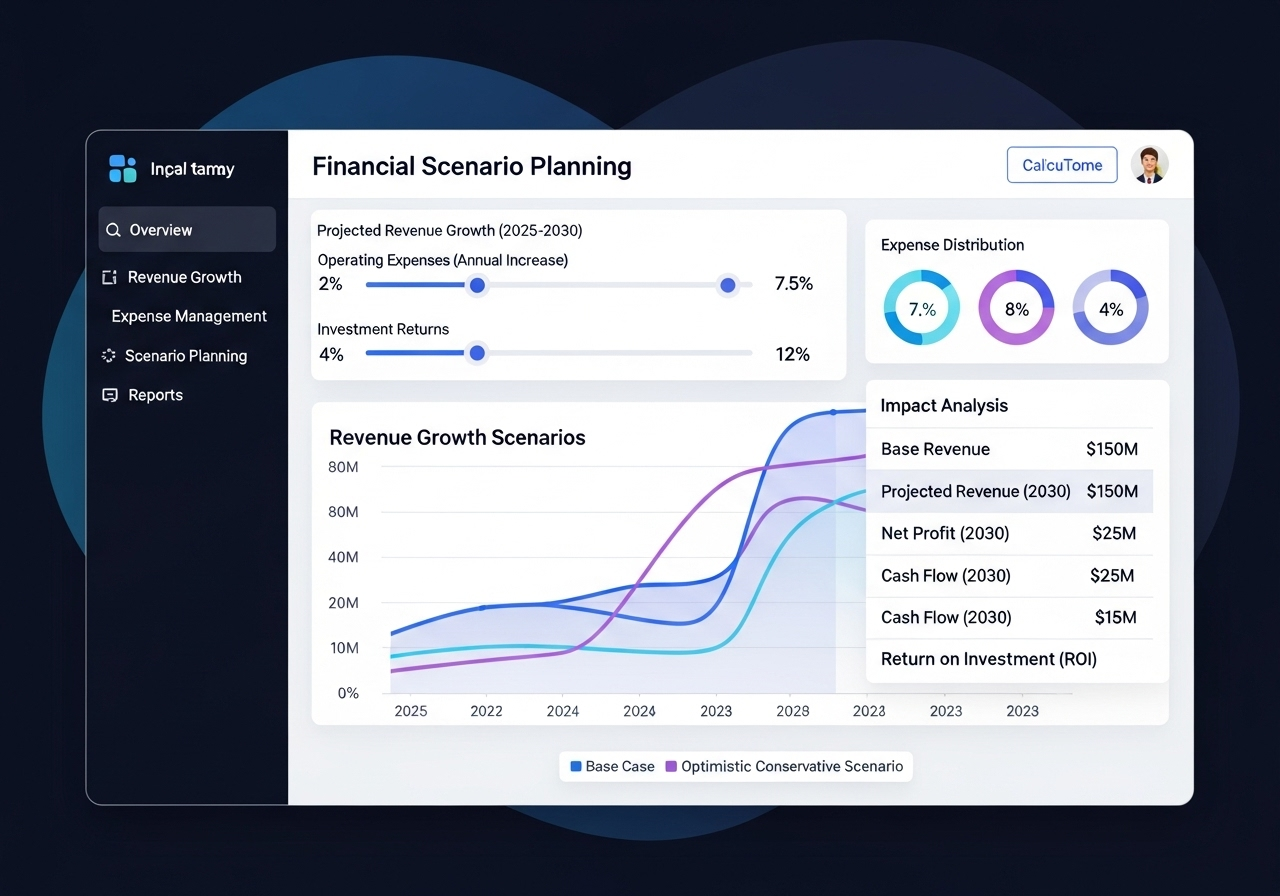 Inçal tamy
Overview
Revenue Growth
Expense Management
Scenario Planning
Reports
Financial Scenario Planning
CalcuTome
Projected Revenue Growth (2025-2030)
Operating Expenses (Annual Increase)
2% 7.5%
Investment Returns
4% 12%
Expense Distribution
7.% 8% 4%
Revenue Growth Scenarios
80M
80M
40M
20M
10M
0%
2025 2022 2024 2024 2023 2028 2023 2023
Impact Analysis
Base Revenue $150M
Projected Revenue (2030) $150M
Net Profit (2030) $25M
Cash Flow (2030) $25M
Cash Flow (2030) $15M
Return on Investment (ROI)
Base Case Optimistic Conservative Scenario